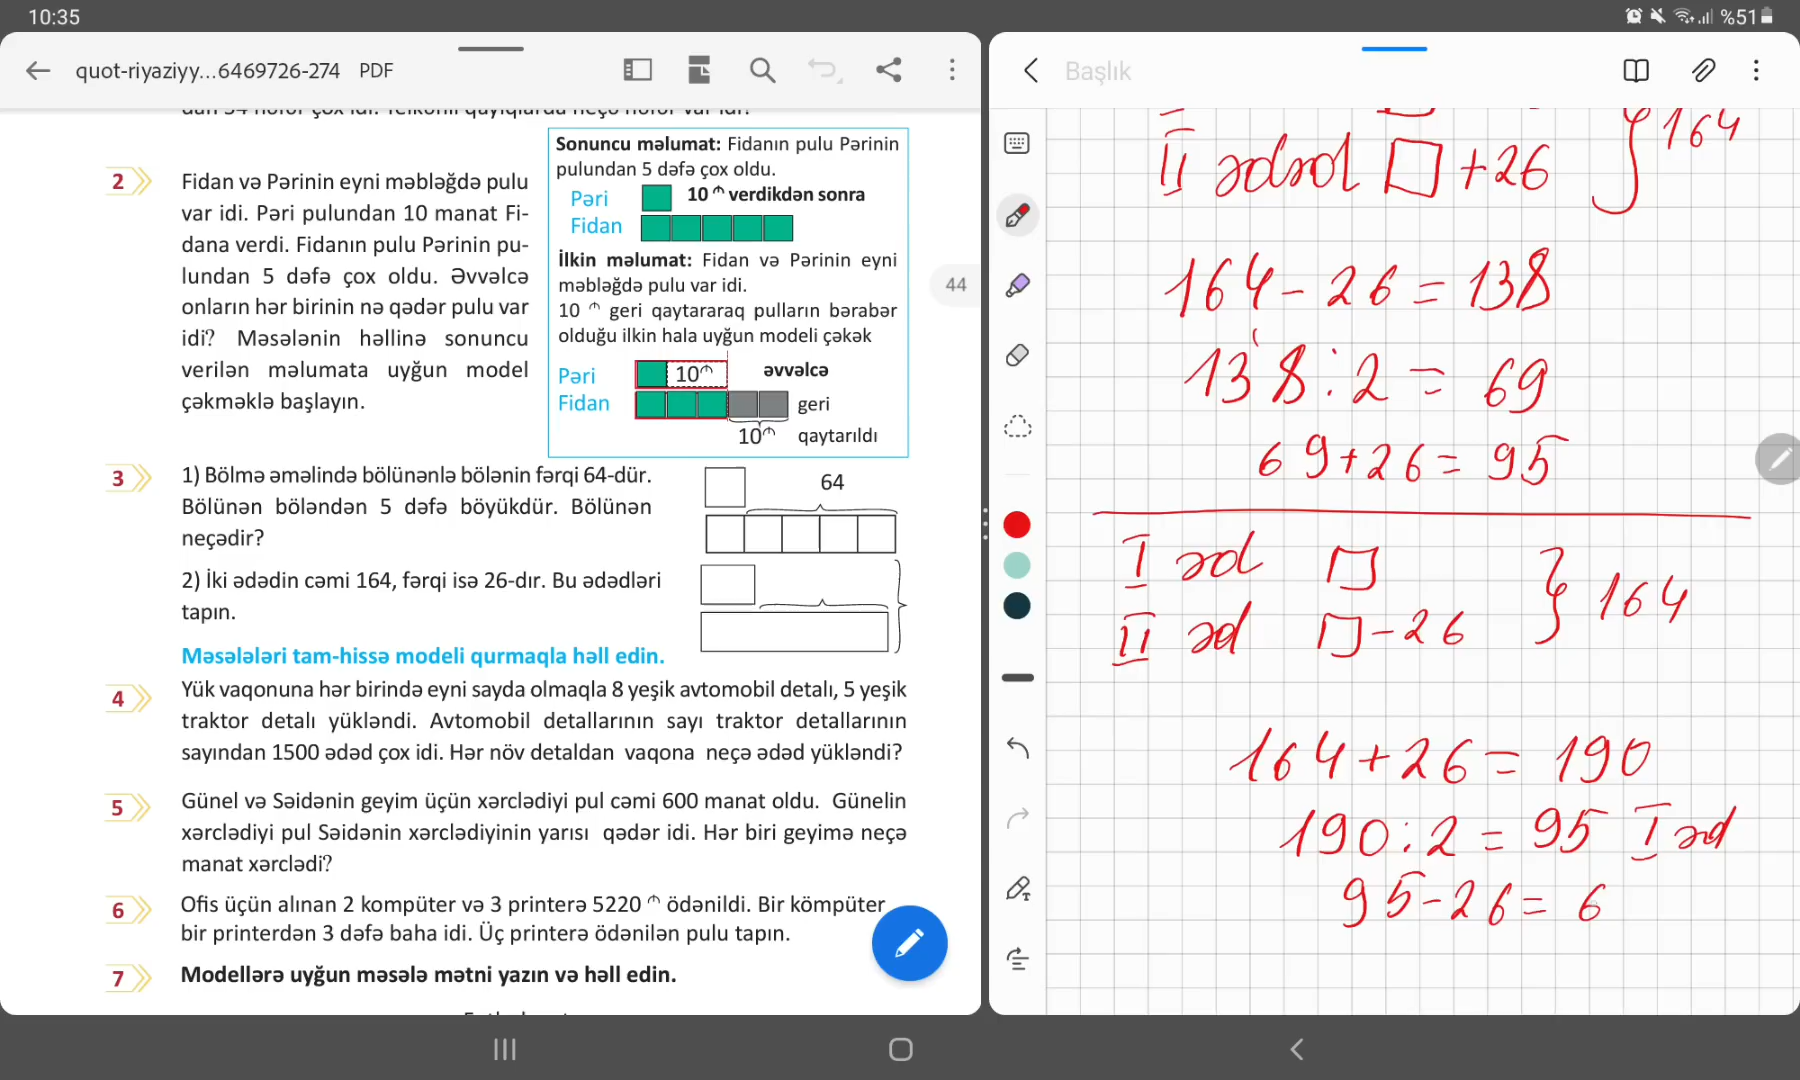 10:35
%51
quot-riyaziyy...6469726-274 PDF
Başlıq
2
Fidan və Pərinin eyni məbləğdə pulu
var idi. Pəri pulundan 10 manat Fi-
dana verdi. Fidanın pulu Pərinin pu-
lundan 5 dəfə çox oldu. Əvvəlcə
onların hər birinin nə qədər pulu var
idi? Məsələnin həllinə sonuncu
verilən məlumata uyğun model
çəkməklə başlayın.
Sonuncu məlumat: Fidanın pulu Pərinin
pulundan 5 dəfə çox oldu.
Pəri 10 ₼ verdikdən sonra
Fidan
İlkin məlumat: Fidan və Pərinin eyni
məbləğdə pulu var idi.
10 ₼ geri qaytararaq pulların bərabər
olduğu ilkin hala uyğun modeli çəkək
Pəri 10₼ əvvəlcə
Fidan geri
10₼ qaytarıldı
44
3
1) Bölmə əməlində bölünənlə bölənin fərqi 64-dür.
Bölünən böləndən 5 dəfə böyükdür. Bölünən
neçədir?
64
2) İki ədədin cəmi 164, fərqi isə 26-dır. Bu ədədləri
tapın.
Məsələləri tam-hissə modeli qurmaqla həll edin.
4
Yük vaqonuna hər birində eyni sayda olmaqla 8 yeşik avtomobil detalı, 5 yeşik
traktor detalı yükləndi. Avtomobil detallarının sayı traktor detallarının
sayından 1500 ədəd çox idi. Hər növ detaldan vaqona neçə ədəd yükləndi?
5
Günel və Səidənin geyim üçün xərclədiyi pul cəmi 600 manat oldu. Günelin
xərclədiyi pul Səidənin xərclədiyinin yarısı qədər idi. Hər biri geyimə neçə
manat xərclədi?
6
Ofis üçün alınan 2 kompüter və 3 printerə 5220 ₼ ödənildi. Bir kömpüter
bir printerdən 3 dəfə baha idi. Üç printerə ödənilən pulu tapın.
7
Modellərə uyğun məsələ mətni yazın və həll edin.
164
II ədəd □ +26
164 - 26 = 138
138 : 2 = 69
69+26= 95
I əd □
II əd □ - 26
} 164
164+26= 190
190:2= 95 I əd
95-26= 6